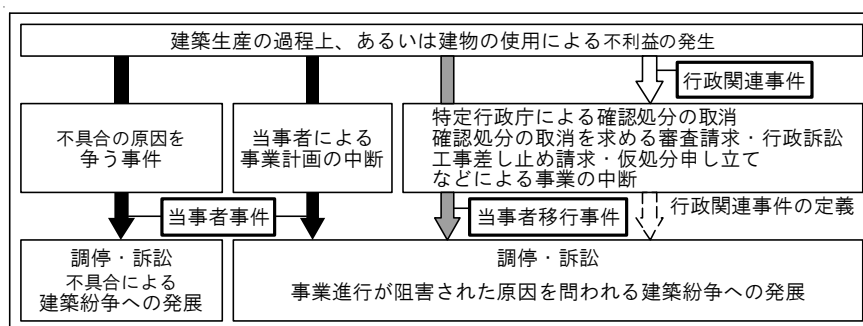 建築生産の過程上、あるいは建物の使用による不利益の発生
行政関連事件
不具合の原因を
争う事件
当事者による
事業計画の中断
特定行政庁による確認処分の取消
確認処分の取消を求める審査請求・行政訴訟
工事差し止め請求・仮処分申し立て
などによる事業の中断
当事者事件
当事者移行事件
行政関連事件の定義
調停・訴訟
不具合による
建築紛争への発展
調停・訴訟
事業進行が阻害された原因を問われる建築紛争への発展